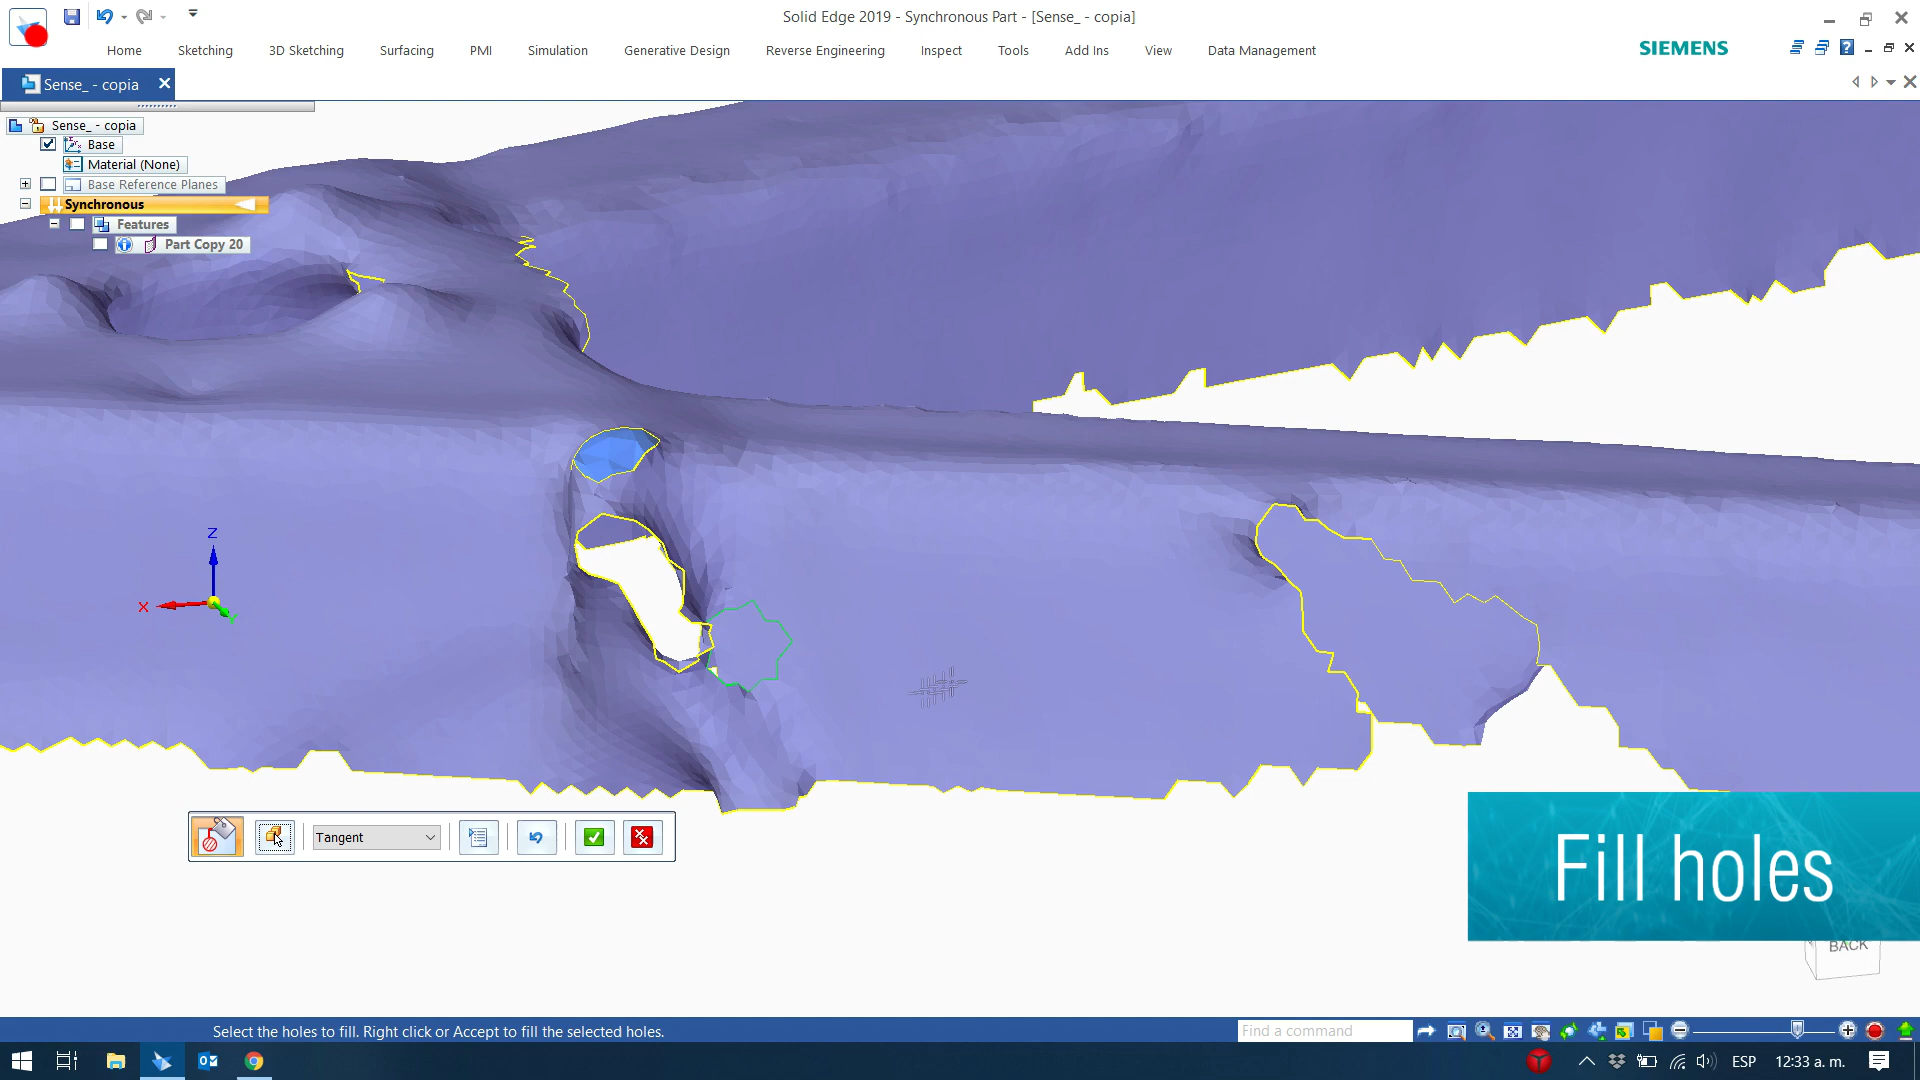 Solid Edge 2019 - Synchronous Part - [Sense_ - copia]
Home Sketching 3D Sketching Surfacing PMI Simulation Generative Design Reverse Engineering Inspect Tools Add Ins View Data Management
SIEMENS
Sense_ - copia
Sense_ - copia
Base
Material (None)
Base Reference Planes
Synchronous
Features
Part Copy 20
Z
X
Y
Tangent
Fill holes
BACK
Select the holes to fill. Right click or Accept to fill the selected holes.
Find a command
ESP 12:33 a. m.